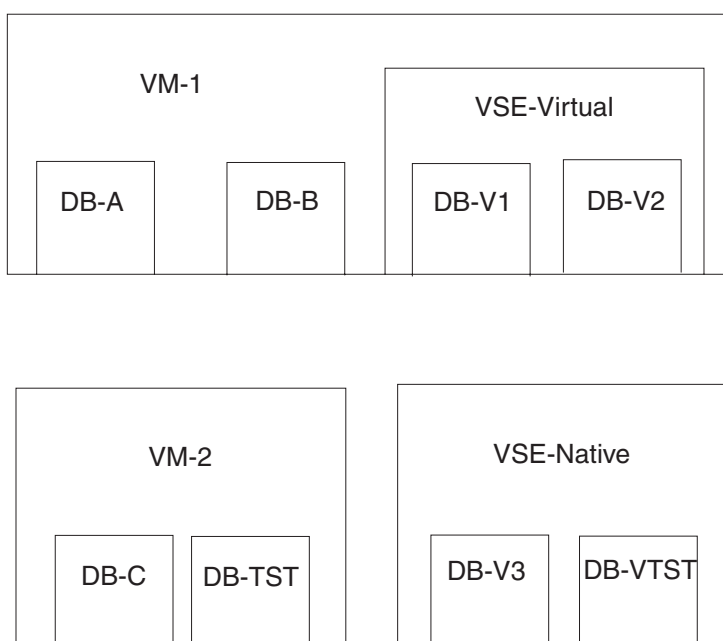 VM-1
VSE-Virtual
DB-A
DB-B
DB-V1
DB-V2
VM-2
VSE-Native
DB-C
DB-TST
DB-V3
DB-VTST